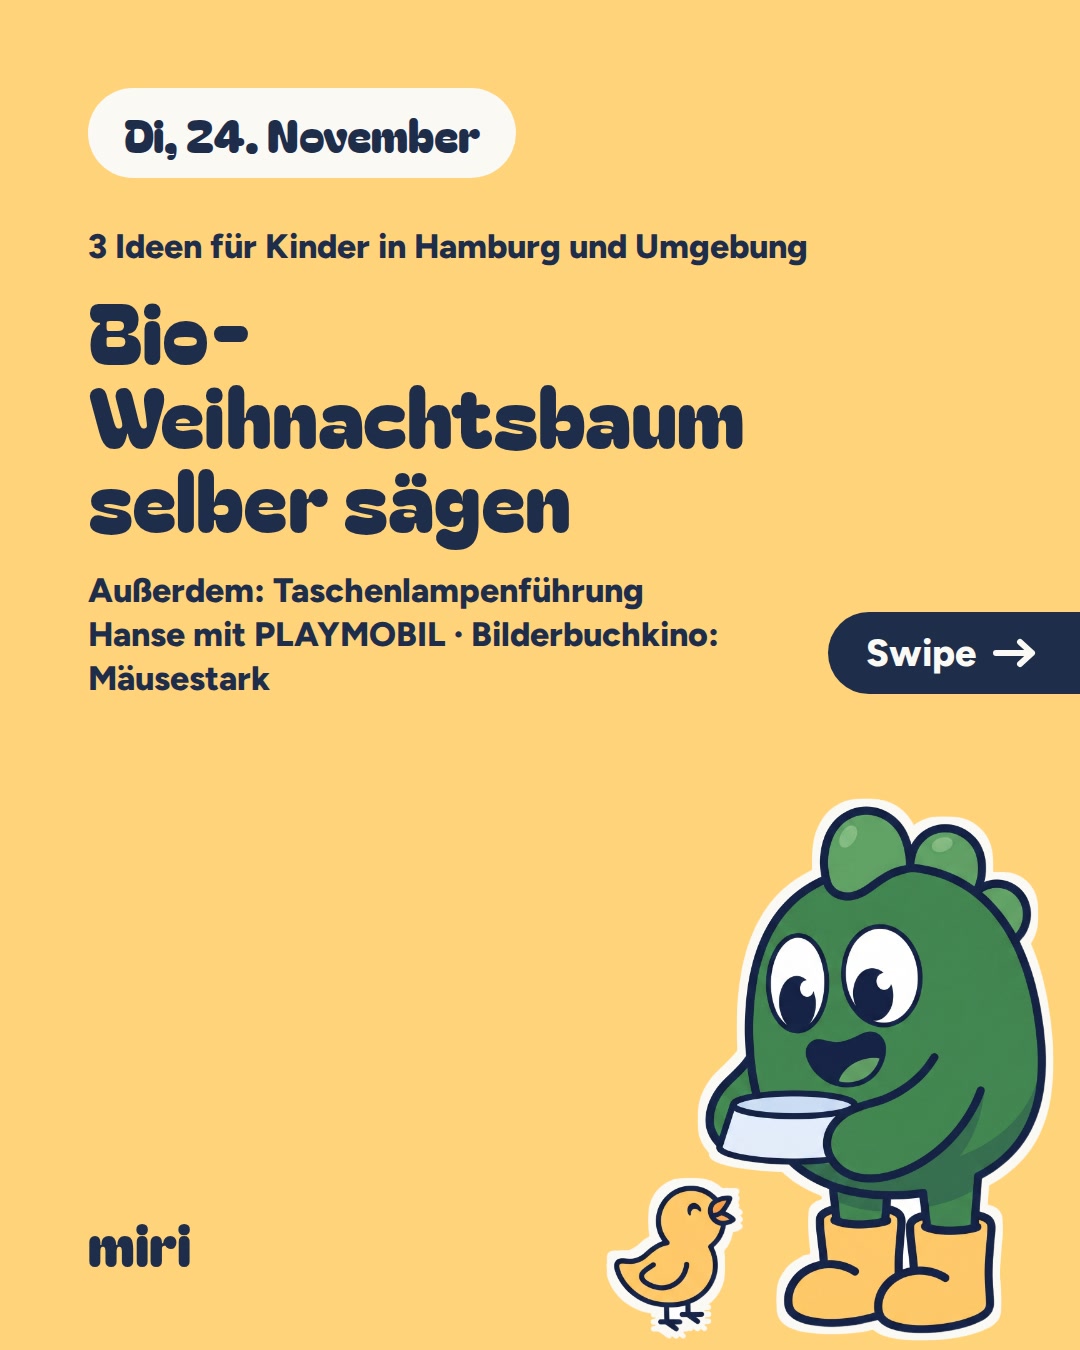 Di, 24. November
3 Ideen für Kinder in Hamburg und Umgebung
Bio-
Weihnachtsbaum
selber sägen
Außerdem: Taschenlampenführung
Hanse mit PLAYMOBIL · Bilderbuchkino:
Mäusestark
Swipe →
miri